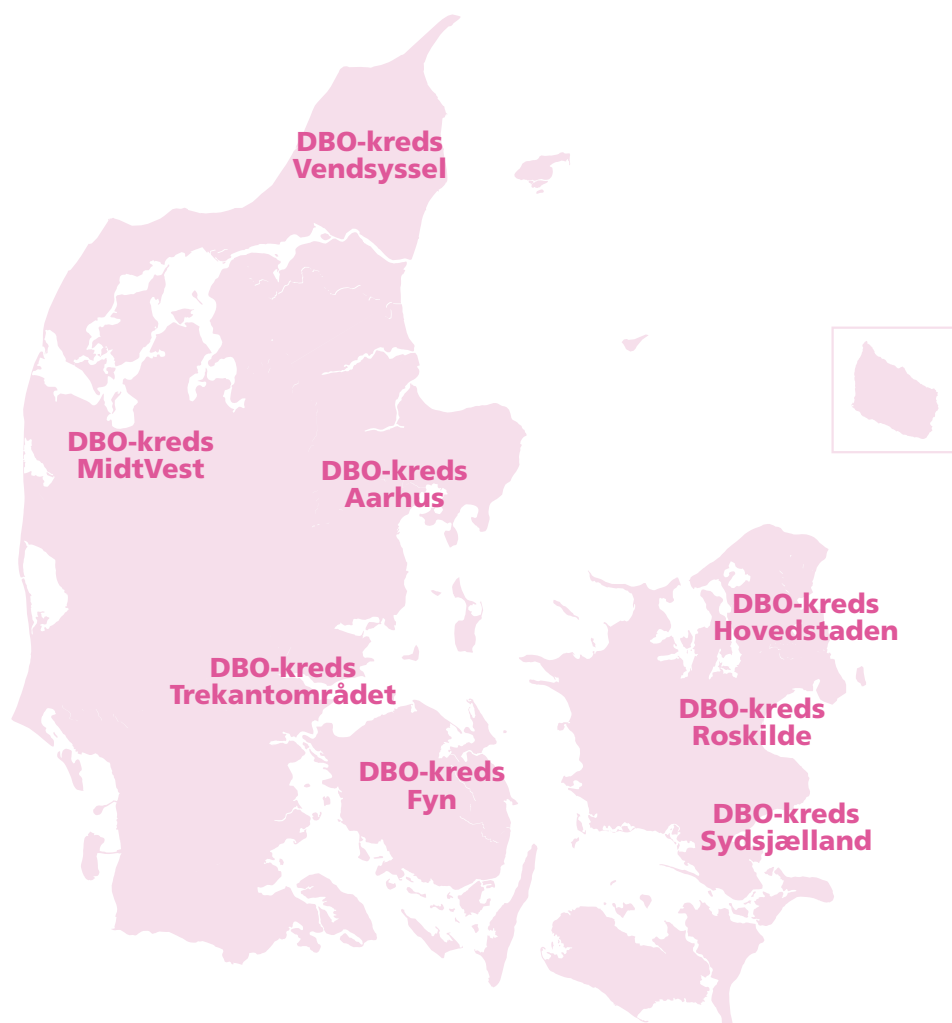 DBO-kreds
Vendsyssel
DBO-kreds
MidtVest
DBO-kreds
Aarhus
DBO-kreds
Hovedstaden
DBO-kreds
Trekantområdet
DBO-kreds
Roskilde
DBO-kreds
Fyn
DBO-kreds
Sydsjælland